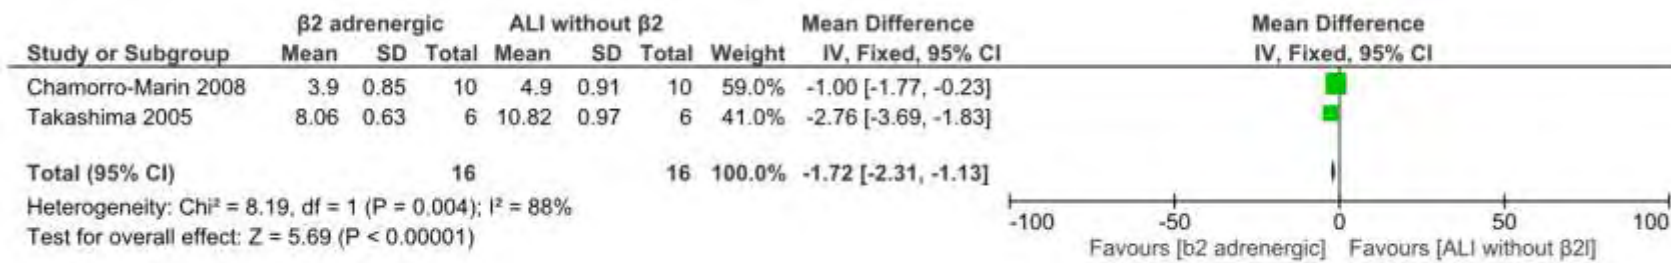 β2 adrenergic ALI without β2 Mean Difference Mean Difference
Study or Subgroup Mean SD Total Mean SD Total Weight IV, Fixed, 95% CI IV, Fixed, 95% CI
Chamorro-Marin 2008 3.9 0.85 10 4.9 0.91 10 59.0% -1.00 [-1.77, -0.23]
Takashima 2005 8.06 0.63 6 10.82 0.97 6 41.0% -2.76 [-3.69, -1.83]
Total (95% CI) 16 16 100.0% -1.72 [-2.31, -1.13]
Heterogeneity: Chi² = 8.19, df = 1 (P = 0.004); I² = 88%
Test for overall effect: Z = 5.69 (P < 0.00001)
-100 -50 0 50 100
Favours [b2 adrenergic] Favours [ALI without β2I]